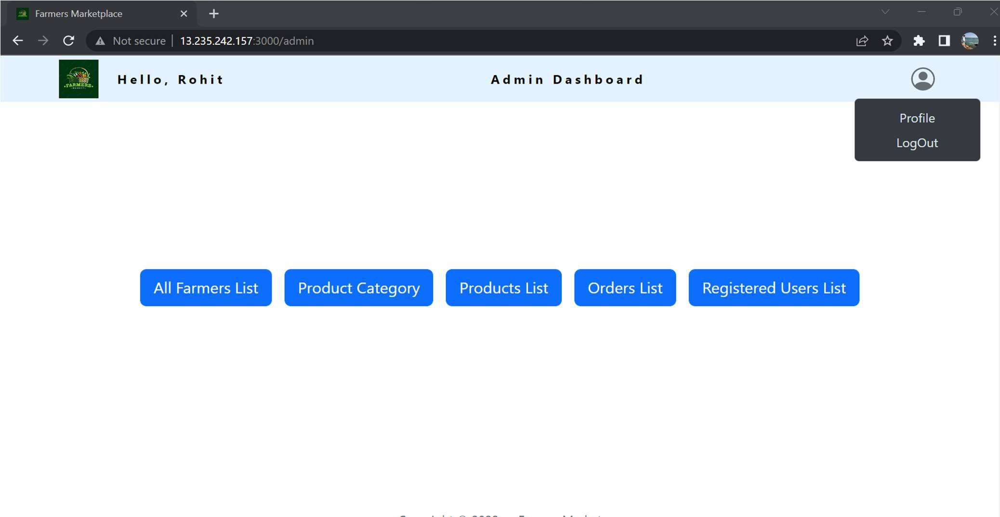 Farmers Marketplace
Not secure | 13.235.242.157:3000/admin
FARMERS
MARKET
Hello, Rohit
Admin Dashboard
Profile
LogOut
All Farmers List
Product Category
Products List
Orders List
Registered Users List